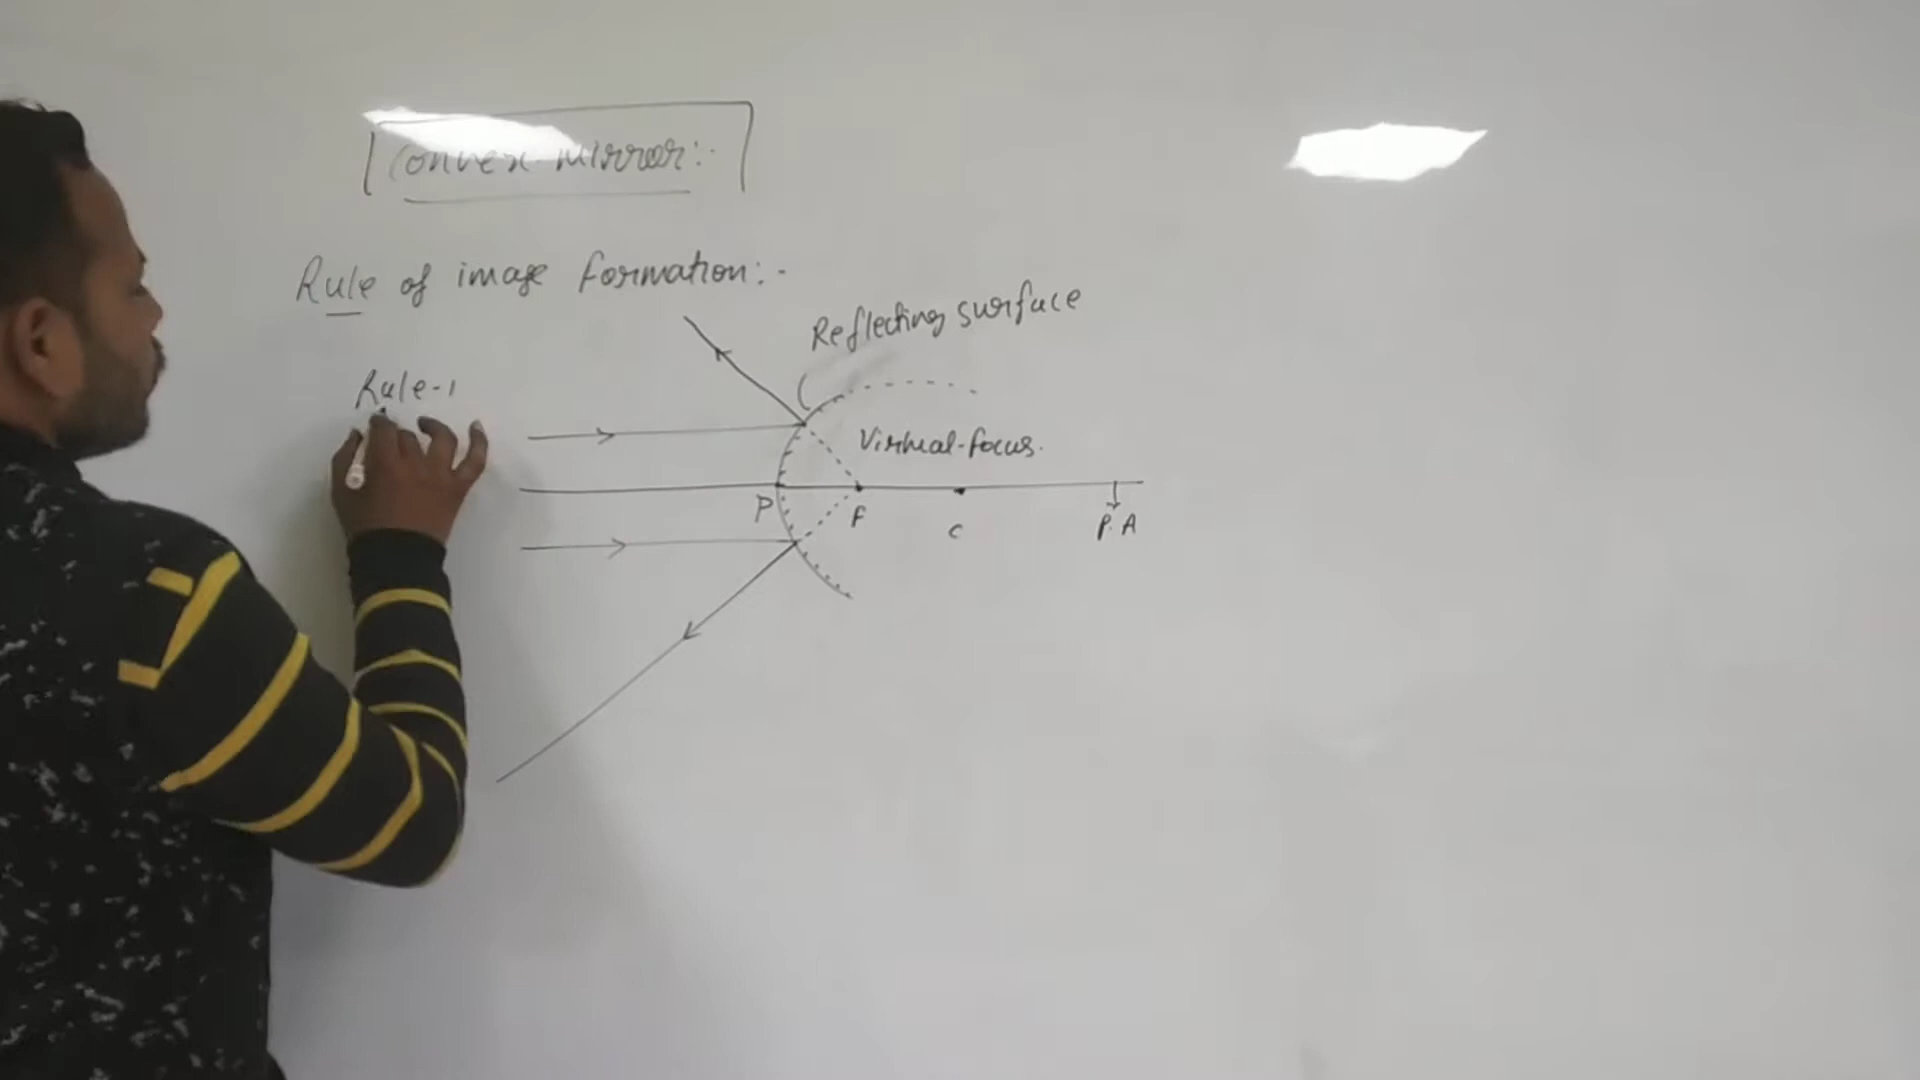 Convex mirror:-
Rule of image formation:-
Reflecting surface
Rule-1
Virtual-focus.
P
F
C
P.A